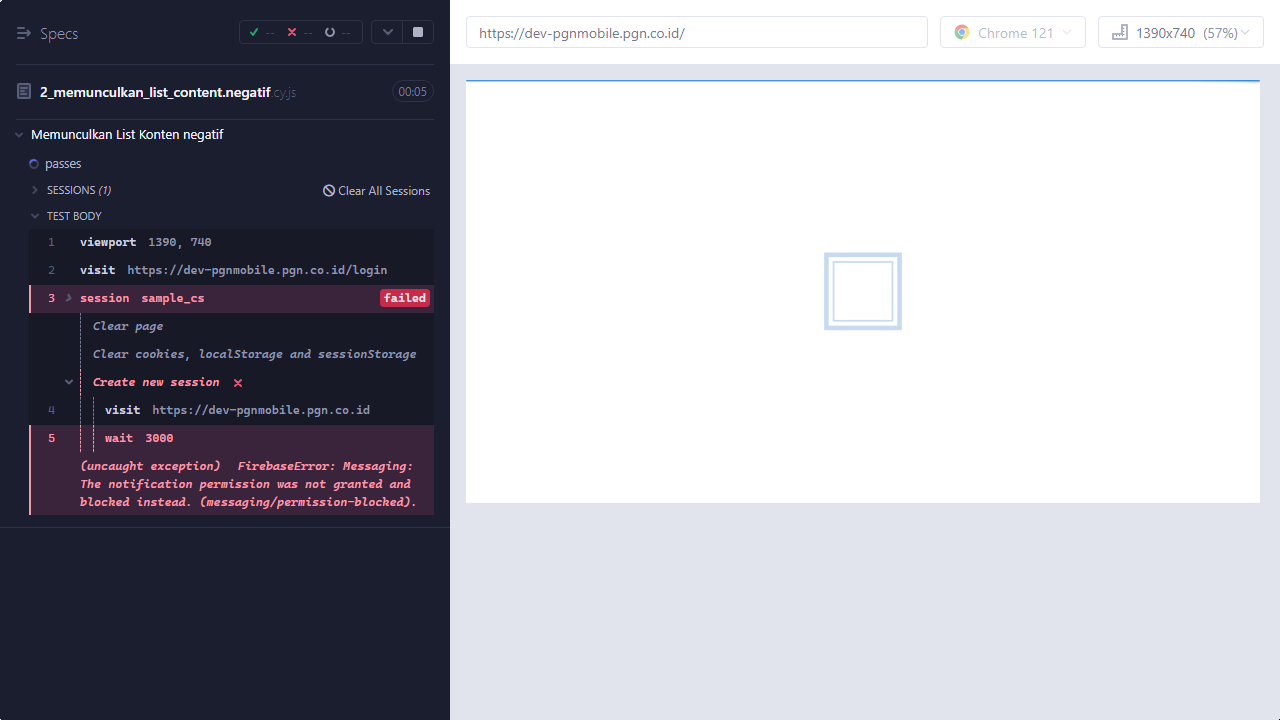 Specs
-- -- --
2_memunculkan_list_content.negatif.cy.js
00:05
Memunculkan List Konten negatif
passes
SESSIONS (1)
Clear All Sessions
TEST BODY
1 viewport 1390, 740
2 visit https://dev-pgnmobile.pgn.co.id/login
3 session sample_cs failed
Clear page
Clear cookies, localStorage and sessionStorage
Create new session
4 visit https://dev-pgnmobile.pgn.co.id
5 wait 3000
(uncaught exception) FirebaseError: Messaging:
The notification permission was not granted and
blocked instead. (messaging/permission-blocked).
https://dev-pgnmobile.pgn.co.id/
Chrome 121
1390x740 (57%)